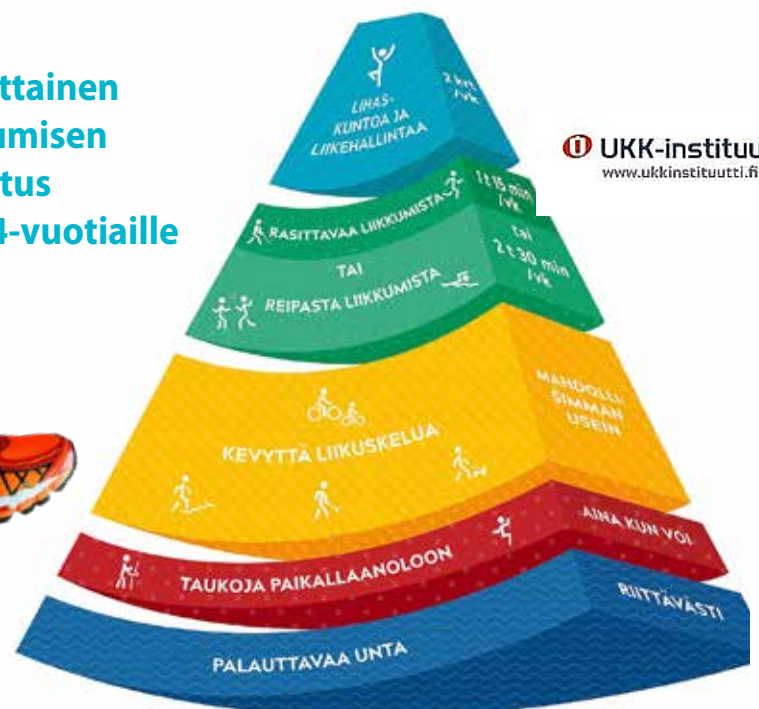 ttainen
umisen
tus
4-vuotiaille
UKK-instituu
www.ukkinstituutti.fi
LIHAS-
KUNTOA JA
LIIKEHALLINTAA
2 krt.
/vk
RASITTAVAA LIIKKUMISTA
1 t 15 min
/vk
TAI
tai
REIPASTA LIIKKUMISTA
2 t 30 min
/vk
KEVYTTÄ LIIKUSKELUA
MAHDOLLI-
SIMMAN
USEIN
TAUKOJA PAIKALLAANOLOON
AINA KUN VOI
PALAUTTAVAA UNTA
RIITTÄVÄSTI